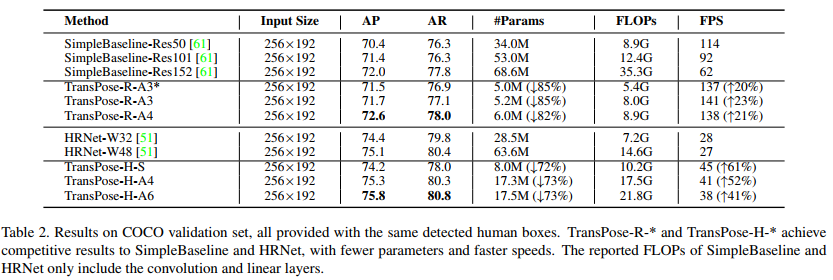 Method Input Size AP AR #Params FLOPs FPS
SimpleBaseline-Res50 [61] 256×192 70.4 76.3 34.0M 8.9G 114
SimpleBaseline-Res101 [61] 256×192 71.4 76.3 53.0M 12.4G 92
SimpleBaseline-Res152 [61] 256×192 72.0 77.8 68.6M 35.3G 62
TransPose-R-A3* 256×192 71.5 76.9 5.0M (↓85%) 5.4G 137 (↑20%)
TransPose-R-A3 256×192 71.7 77.1 5.2M (↓85%) 8.0G 141 (↑23%)
TransPose-R-A4 256×192 72.6 78.0 6.0M (↓82%) 8.9G 138 (↑21%)
HRNet-W32 [51] 256×192 74.4 79.8 28.5M 7.2G 28
HRNet-W48 [51] 256×192 75.1 80.4 63.6M 14.6G 27
TransPose-H-S 256×192 74.2 78.0 8.0M (↓72%) 10.2G 45 (↑61%)
TransPose-H-A4 256×192 75.3 80.3 17.3M (↓73%) 17.5G 41 (↑52%)
TransPose-H-A6 256×192 75.8 80.8 17.5M (↓73%) 21.8G 38 (↑41%)
Table 2. Results on COCO validation set, all provided with the same detected human boxes. TransPose-R-* and TransPose-H-* achieve
competitive results to SimpleBaseline and HRNet, with fewer parameters and faster speeds. The reported FLOPs of SimpleBaseline and
HRNet only include the convolution and linear layers.